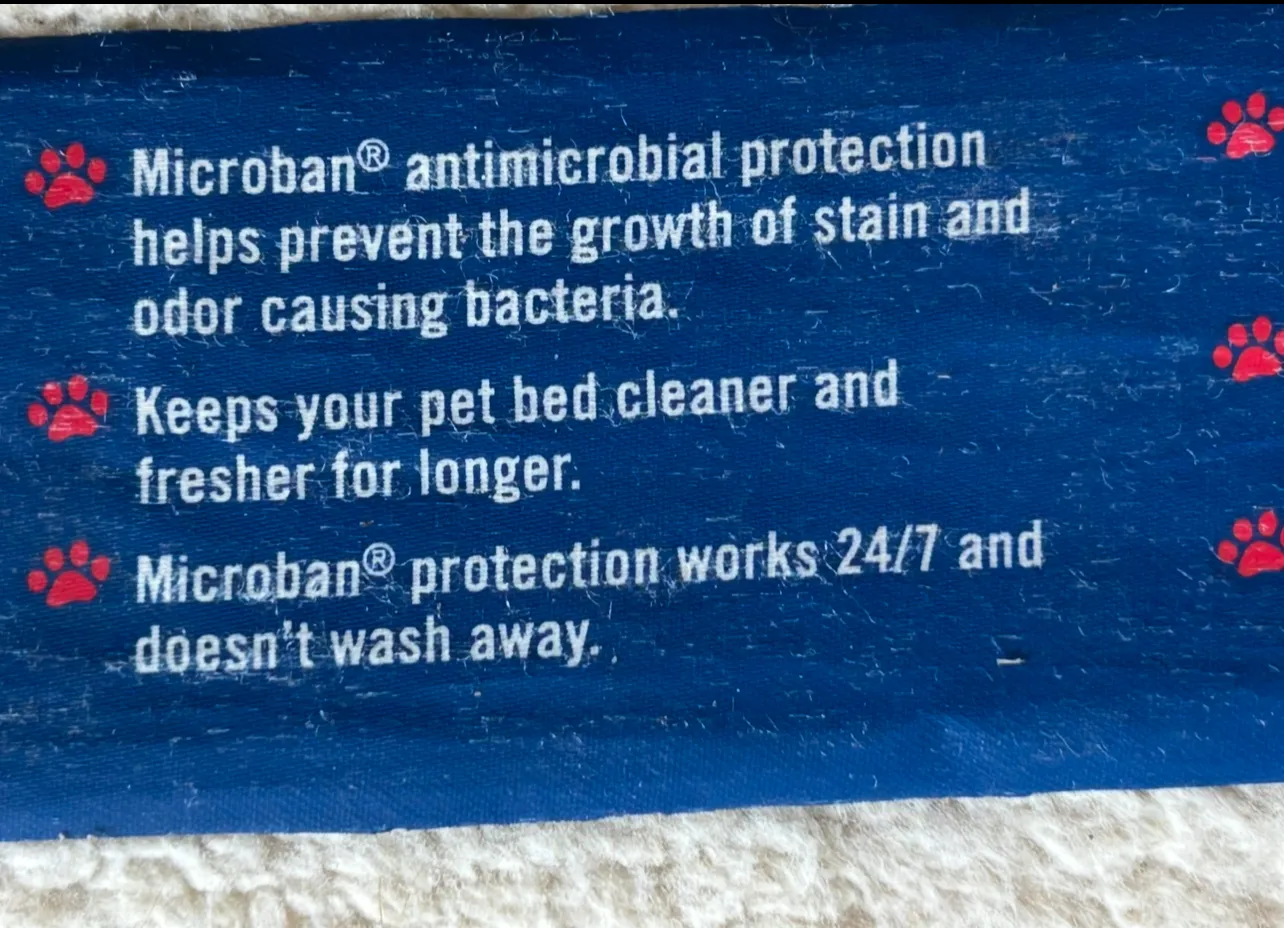 Microban® antimicrobial protection
helps prevent the growth of stain and
odor causing bacteria.
Keeps your pet bed cleaner and
fresher for longer.
Microban® protection works 24/7 and
doesn't wash away.